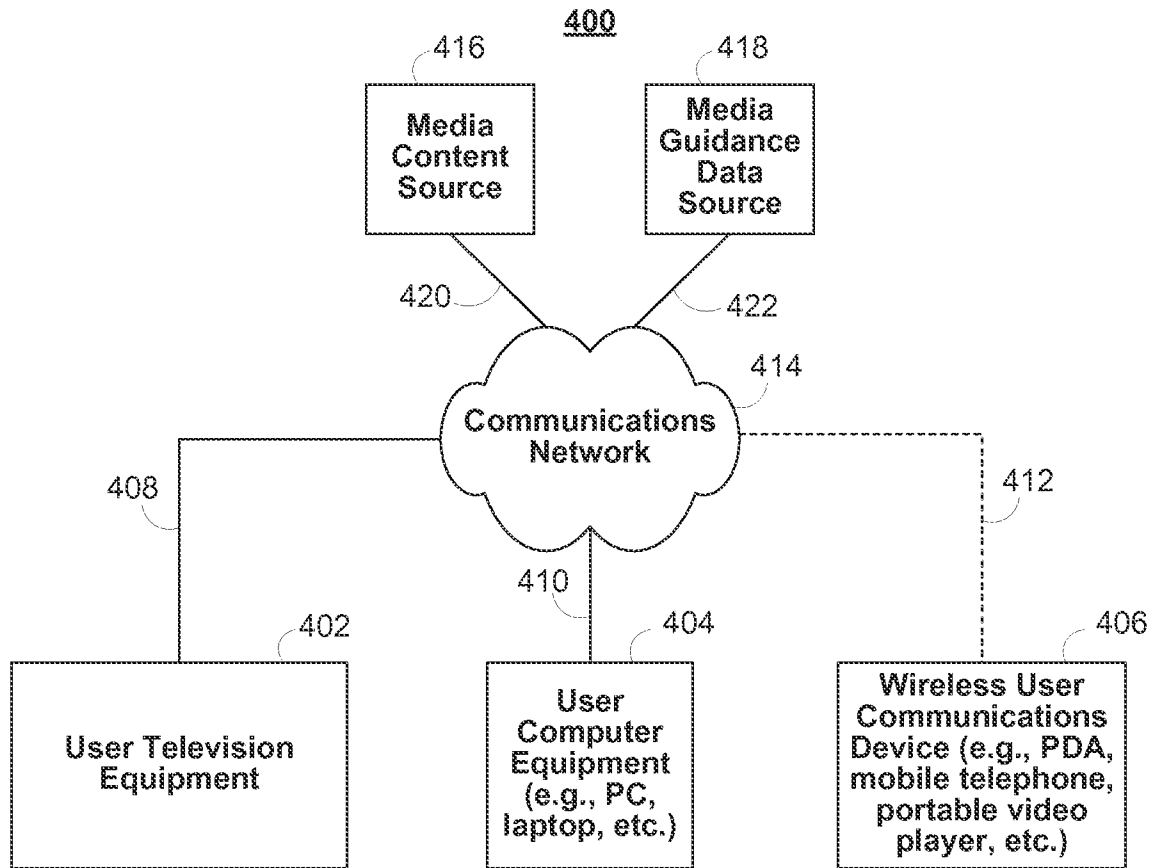 400
416
418
Media
Content
Source
Media
Guidance
Data
Source
420
422
414
Communications
Network
408
412
410
402
404
406
User Television
Equipment
User
Computer
Equipment
(e.g., PC,
laptop, etc.)
Wireless User
Communications
Device (e.g., PDA,
mobile telephone,
portable video
player, etc.)